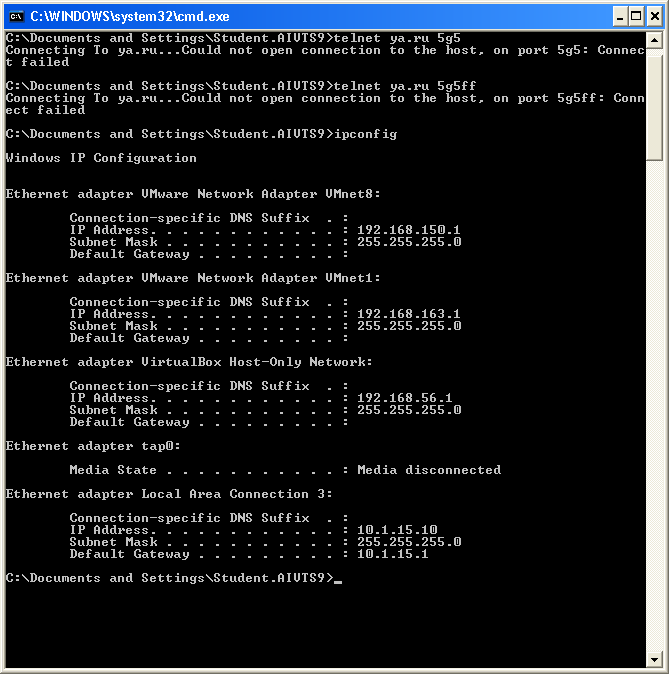 C:\WINDOWS\system32\cmd.exe
C:\Documents and Settings\Student.AIVTS9>telnet ya.ru 5g5
Connecting To ya.ru...Could not open connection to the host, on port 5g5: Connec
t failed
C:\Documents and Settings\Student.AIVTS9>telnet ya.ru 5g5ff
Connecting To ya.ru...Could not open connection to the host, on port 5g5ff: Conn
ect failed
C:\Documents and Settings\Student.AIVTS9>ipconfig
Windows IP Configuration
Ethernet adapter VMware Network Adapter VMnet8:
Connection-specific DNS Suffix  . :
IP Address. . . . . . . . . . . . : 192.168.150.1
Subnet Mask . . . . . . . . . . . : 255.255.255.0
Default Gateway . . . . . . . . . :
Ethernet adapter VMware Network Adapter VMnet1:
Connection-specific DNS Suffix  . :
IP Address. . . . . . . . . . . . : 192.168.163.1
Subnet Mask . . . . . . . . . . . : 255.255.255.0
Default Gateway . . . . . . . . . :
Ethernet adapter VirtualBox Host-Only Network:
Connection-specific DNS Suffix  . :
IP Address. . . . . . . . . . . . : 192.168.56.1
Subnet Mask . . . . . . . . . . . : 255.255.255.0
Default Gateway . . . . . . . . . :
Ethernet adapter tap0:
Media State . . . . . . . . . . . : Media disconnected
Ethernet adapter Local Area Connection 3:
Connection-specific DNS Suffix  . :
IP Address. . . . . . . . . . . . : 10.1.15.10
Subnet Mask . . . . . . . . . . . : 255.255.255.0
Default Gateway . . . . . . . . . : 10.1.15.1
C:\Documents and Settings\Student.AIVTS9>_